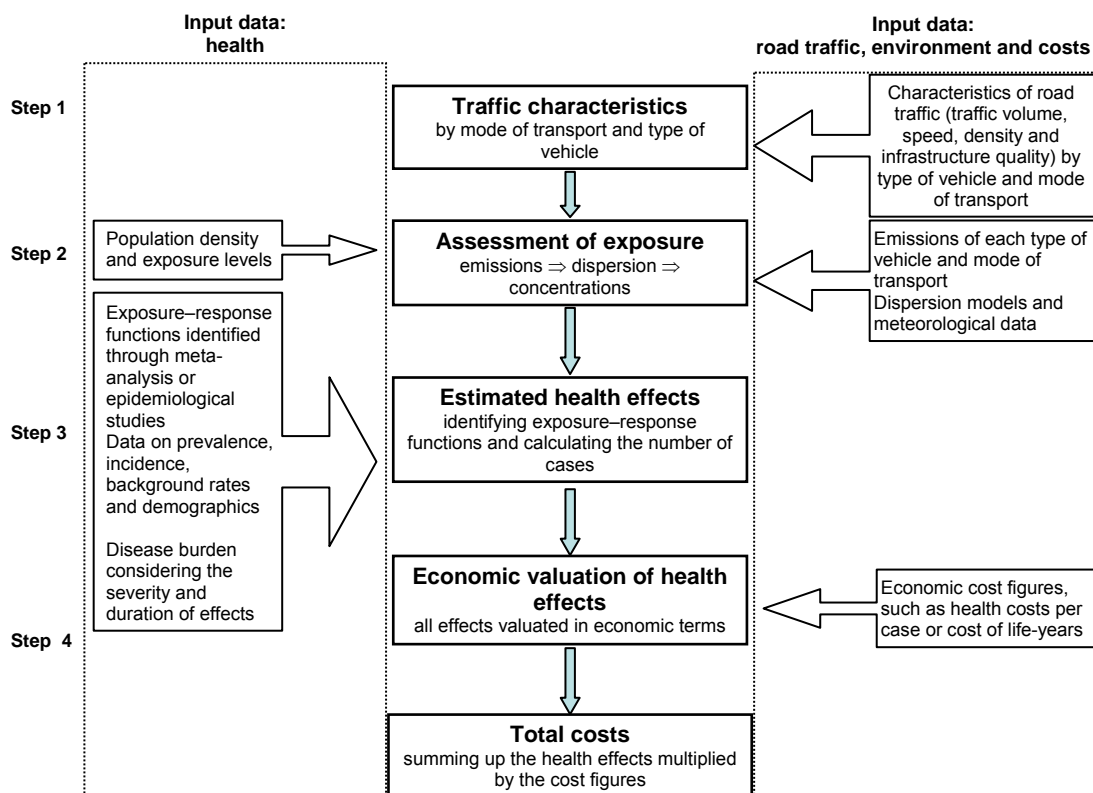 Input data:
health
Input data:
road traffic, environment and costs
Step 1
Traffic characteristics
by mode of transport and type of
vehicle
Characteristics of road
traffic (traffic volume,
speed, density and
infrastructure quality) by
type of vehicle and mode
of transport
Step 2
Population density
and exposure levels
Assessment of exposure
emissions ⇒ dispersion ⇒
concentrations
Emissions of each type of
vehicle and mode of
transport
Dispersion models and
meteorological data
Step 3
Exposure–response
functions identified
through meta-
analysis or
epidemiological
studies
Data on prevalence,
incidence,
background rates
and demographics
Disease burden
considering the
severity and
duration of effects
Estimated health effects
identifying exposure–response
functions and calculating the number of
cases
Step 4
Economic valuation of health
effects
all effects valuated in economic terms
Economic cost figures,
such as health costs per
case or cost of life-years
Total costs
summing up the health effects multiplied
by the cost figures